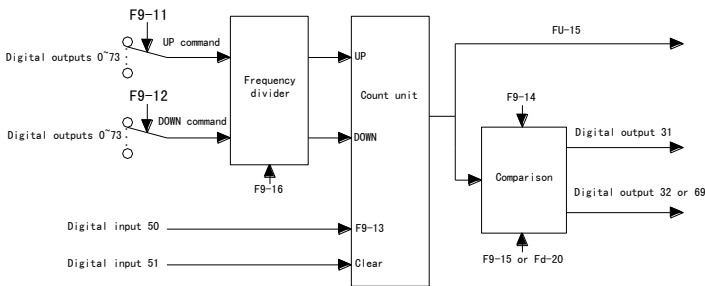 F9-11
UP command
Digital outputs 0~73
F9-12
DOWN command
Digital outputs 0~73
Frequency
divider
F9-16
UP
Count unit
DOWN
F9-13
Clear
Digital input 50
Digital input 51
FU-15
F9-14
Comparison
Digital output 31
Digital output 32 or 69
F9-15 or Fd-20